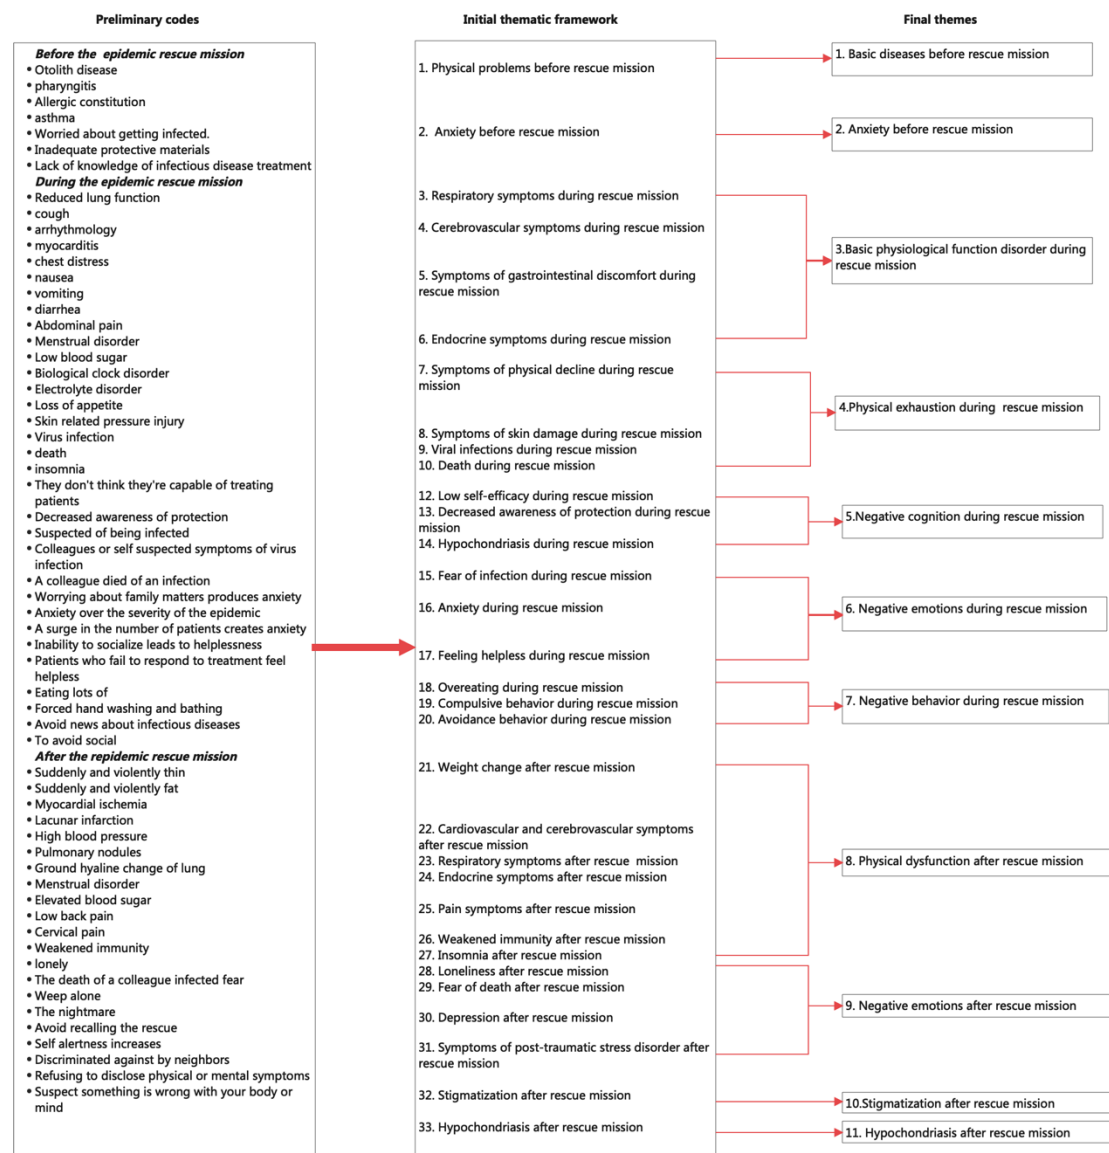 Preliminary codes
Before the epidemic rescue mission
• Otolith disease
• pharyngitis
• Allergic constitution
• asthma
• Worried about getting infected.
• Inadequate protective materials
• Lack of knowledge of infectious disease treatment
During the epidemic rescue mission
• Reduced lung function
• cough
• arrhythmology
• myocarditis
• chest distress
• nausea
• vomiting
• diarrhea
• Abdominal pain
• Menstrual disorder
• Low blood sugar
• Biological clock disorder
• Electrolyte disorder
• Loss of appetite
• Skin related pressure injury
• Virus infection
• death
• insomnia
• They don't think they're capable of treating
patients
• Decreased awareness of protection
• Suspected of being infected
• Colleagues or self suspected symptoms of virus
infection
• A colleague died of an infection
• Worrying about family matters produces anxiety
• Anxiety over the severity of the epidemic
• A surge in the number of patients creates anxiety
• Inability to socialize leads to helplessness
• Patients who fail to respond to treatment feel
helpless
• Eating lots of
• Forced hand washing and bathing
• Avoid news about infectious diseases
• To avoid social
After the repidemic rescue mission
• Suddenly and violently thin
• Suddenly and violently fat
• Myocardial ischemia
• Lacunar infarction
• High blood pressure
• Pulmonary nodules
• Ground hyaline change of lung
• Menstrual disorder
• Elevated blood sugar
• Low back pain
• Cervical pain
• Weakened immunity
• lonely
• The death of a colleague infected fear
• Weep alone
• The nightmare
• Avoid recalling the rescue
• Self alertness increases
• Discriminated against by neighbors
• Refusing to disclose physical or mental symptoms
• Suspect something is wrong with your body or
mind
Initial thematic framework
1. Physical problems before rescue mission
2. Anxiety before rescue mission
3. Respiratory symptoms during rescue mission
4. Cerebrovascular symptoms during rescue mission
5. Symptoms of gastrointestinal discomfort during
rescue mission
6. Endocrine symptoms during rescue mission
7. Symptoms of physical decline during rescue
mission
8. Symptoms of skin damage during rescue mission
9. Viral infections during rescue mission
10. Death during rescue mission
12. Low self-efficacy during rescue mission
13. Decreased awareness of protection during rescue
mission
14. Hypochondriasis during rescue mission
15. Fear of infection during rescue mission
16. Anxiety during rescue mission
17. Feeling helpless during rescue mission
18. Overeating during rescue mission
19. Compulsive behavior during rescue mission
20. Avoidance behavior during rescue mission
21. Weight change after rescue mission
22. Cardiovascular and cerebrovascular symptoms
after rescue mission
23. Respiratory symptoms after rescue mission
24. Endocrine symptoms after rescue mission
25. Pain symptoms after rescue mission
26. Weakened immunity after rescue mission
27. Insomnia after rescue mission
28. Loneliness after rescue mission
29. Fear of death after rescue mission
30. Depression after rescue mission
31. Symptoms of post-traumatic stress disorder after
rescue mission
32. Stigmatization after rescue mission
33. Hypochondriasis after rescue mission
Final themes
1. Basic diseases before rescue mission
2. Anxiety before rescue mission
3.Basic physiological function disorder during
rescue mission
4.Physical exhaustion during rescue mission
5.Negative cognition during rescue mission
6. Negative emotions during rescue mission
7. Negative behavior during rescue mission
8. Physical dysfunction after rescue mission
9. Negative emotions after rescue mission
10.Stigmatization after rescue mission
11. Hypochondriasis after rescue mission